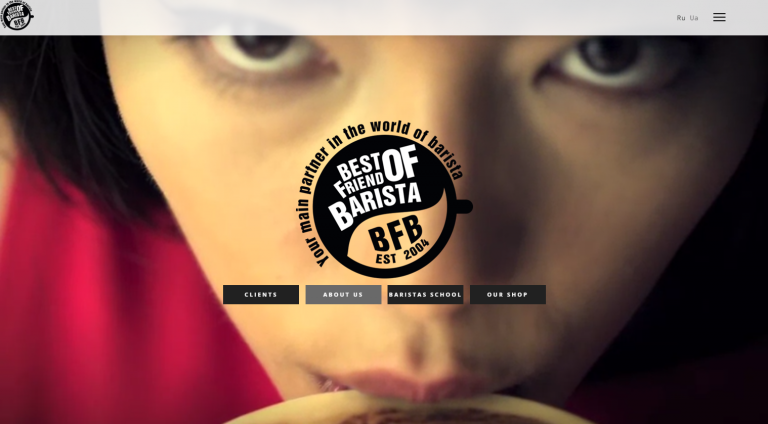 Ru Ua
Your main partner in the world of barista
BEST OF
FRIEND
BARISTA
BFB
EST 2004
CLIENTS
ABOUT US
BARISTAS SCHOOL
OUR SHOP